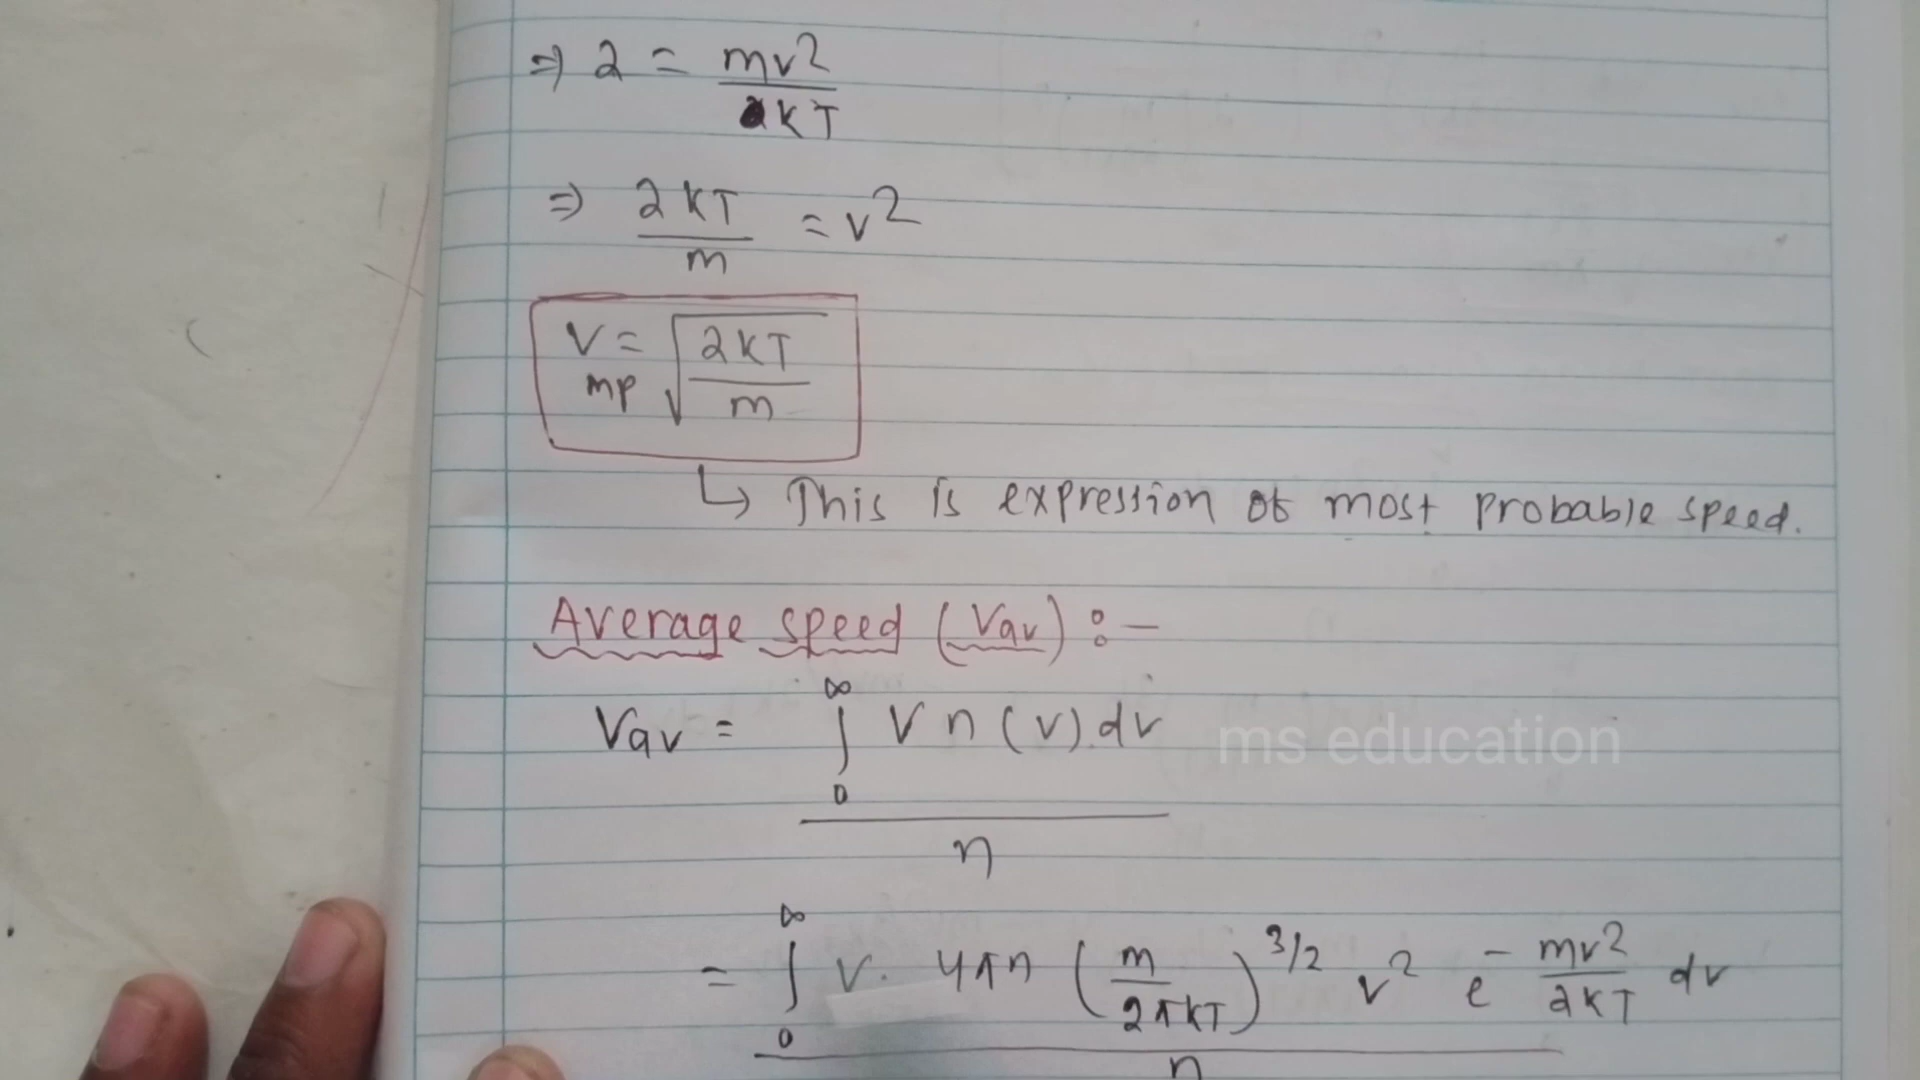 ⇒ 2 = mv²/2KT
⇒ 2KT/m = v²
Vmp = √(2KT/m)
↳ This is expression of most probable speed.
Average speed (Vav) :-
Vav = ∫₀^∞ V n(v).dv / n
= ∫₀^∞ V. 4πn (m/2πKT)^3/2 v² e^-mv²/2KT dv / n
ms education